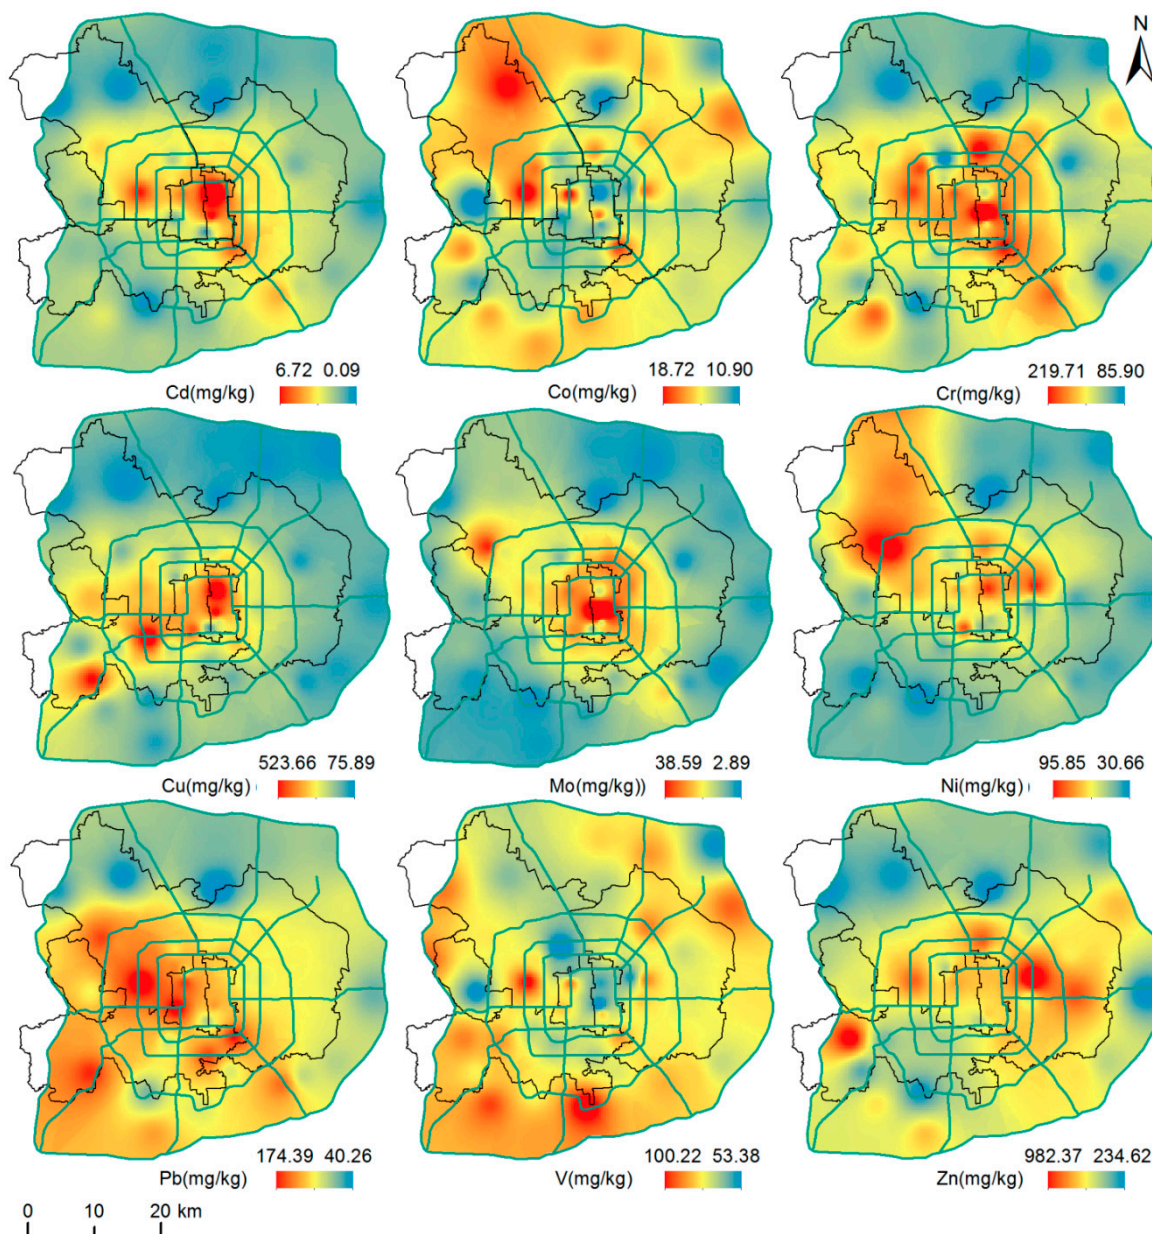 N
6.72 0.09
Cd(mg/kg)
18.72 10.90
Co(mg/kg)
219.71 85.90
Cr(mg/kg)
523.66 75.89
Cu(mg/kg)
38.59 2.89
Mo(mg/kg))
95.85 30.66
Ni(mg/kg)
174.39 40.26
Pb(mg/kg)
100.22 53.38
V(mg/kg)
982.37 234.62
Zn(mg/kg)
0 10 20 km